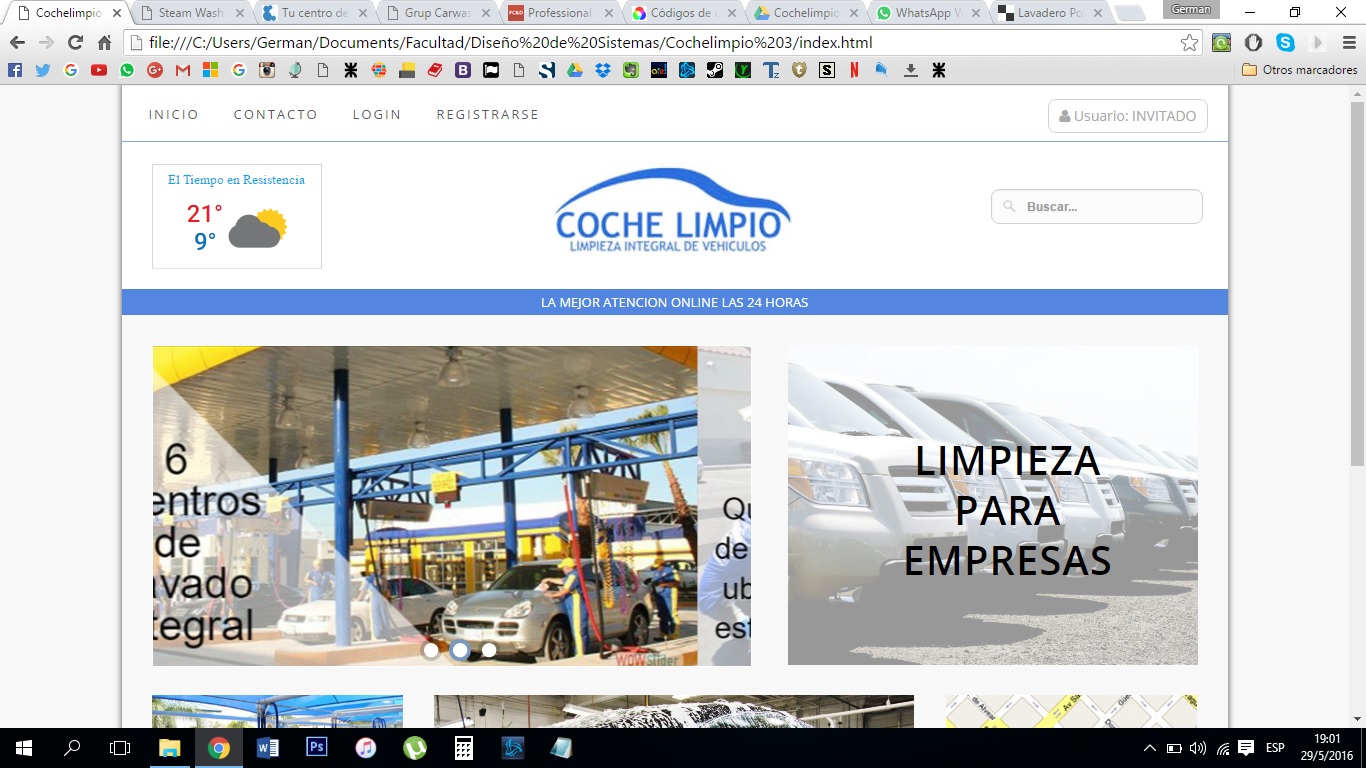 Cochelimpio
Steam Wash
Tu centro de
Grup Carwas
Professional
Códigos de c
Cochelimpio
WhatsApp W
Lavadero Po
German
file:///C:/Users/German/Documents/Facultad/Diseño%20de%20Sistemas/Cochelimpio%203/index.html
Otros marcadores
INICIO CONTACTO LOGIN REGISTRARSE
Usuario: INVITADO
El Tiempo en Resistencia
21°
9°
COCHE LIMPIO
LIMPIEZA INTEGRAL DE VEHICULOS
Buscar...
LA MEJOR ATENCION ONLINE LAS 24 HORAS
6
entros
de
avado
tegral
WOWSlider
Qu
de
ub
est
LIMPIEZA
PARA
EMPRESAS
ESP
19:01
29/5/2016